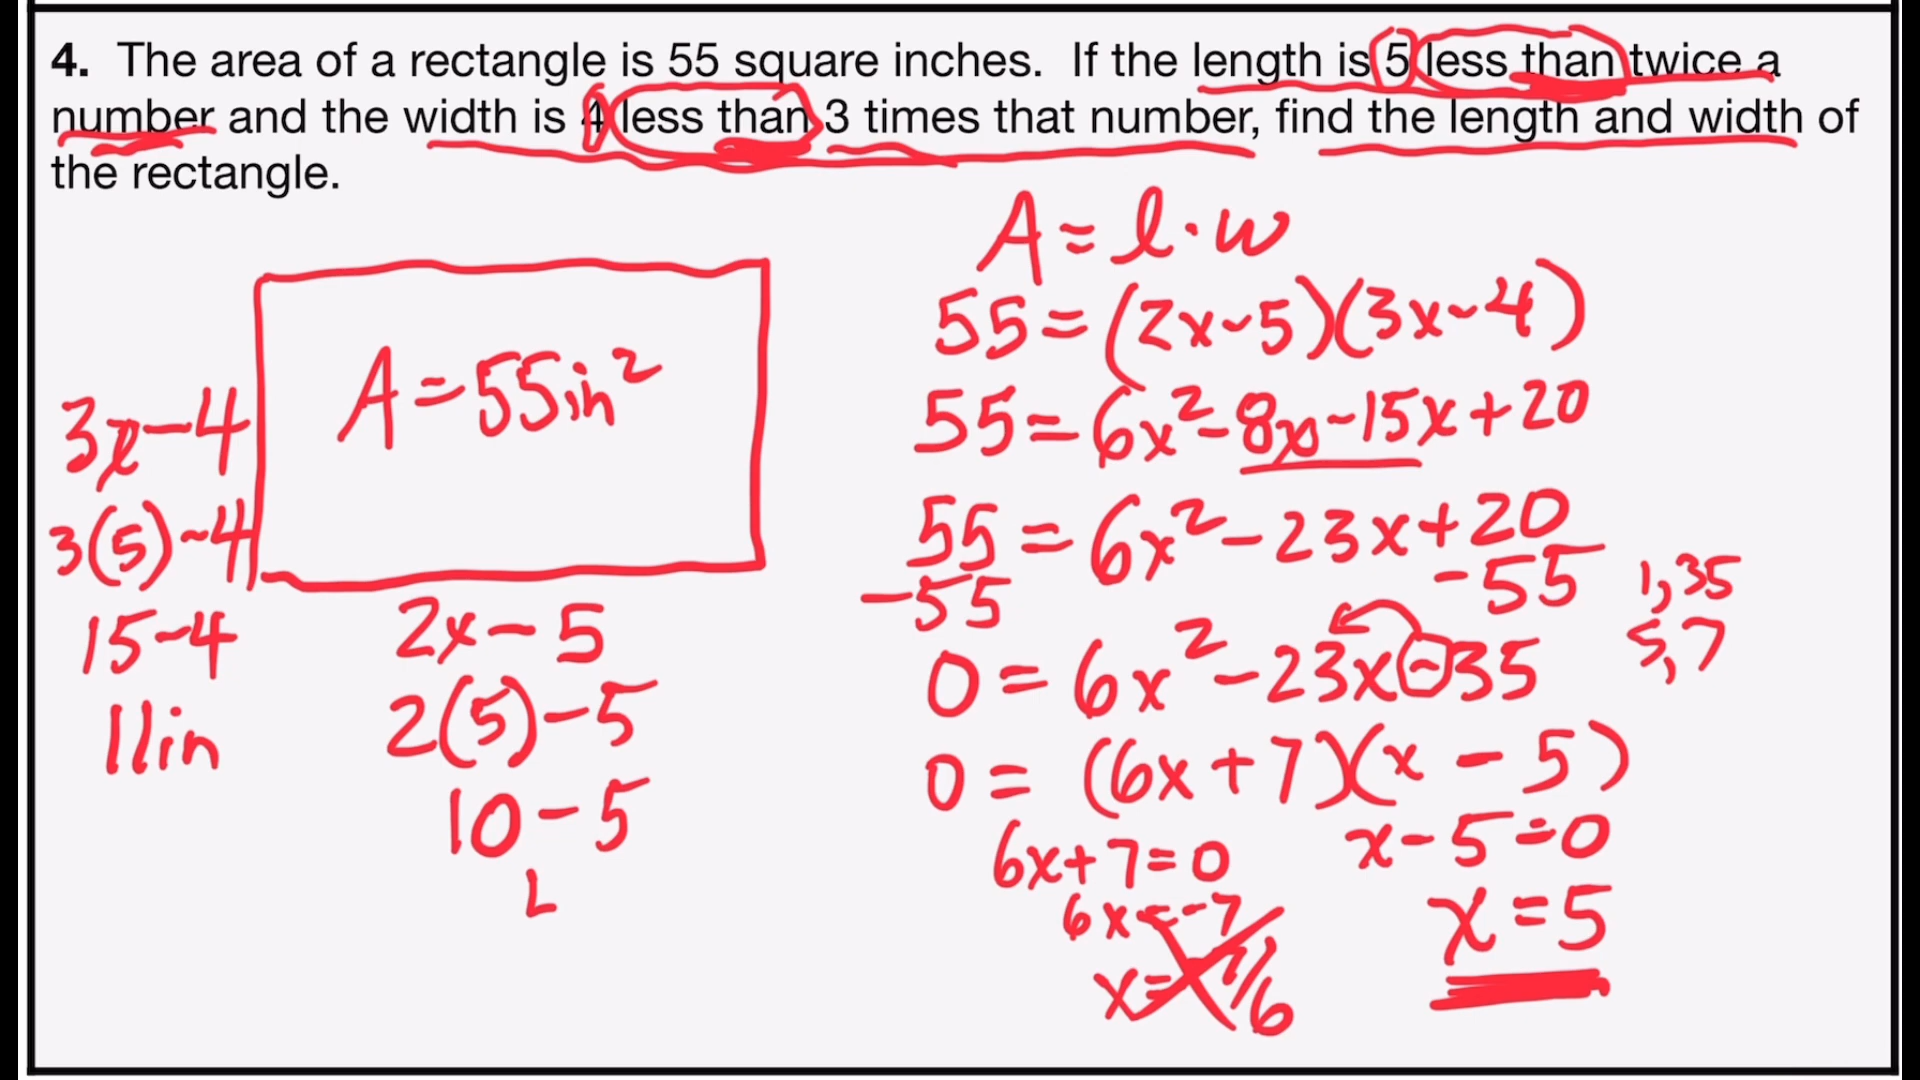 4. The area of a rectangle is 55 square inches. If the length is 5 less than twice a
number and the width is 4 less than 3 times that number, find the length and width of
the rectangle.
A = l · w
55 = (2x - 5)(3x - 4)
55 = 6x² - 8x - 15x + 20
55 = 6x² - 23x + 20
-55 -55
1, 35
5, 7
0 = 6x² - 23x - 35
0 = (6x + 7)(x - 5)
6x + 7 = 0
x - 5 = 0
6x = -7
x = 5
x = -7/6
A = 55in²
3x - 4
3(5) - 4
15 - 4
11in
2x - 5
2(5) - 5
10 - 5